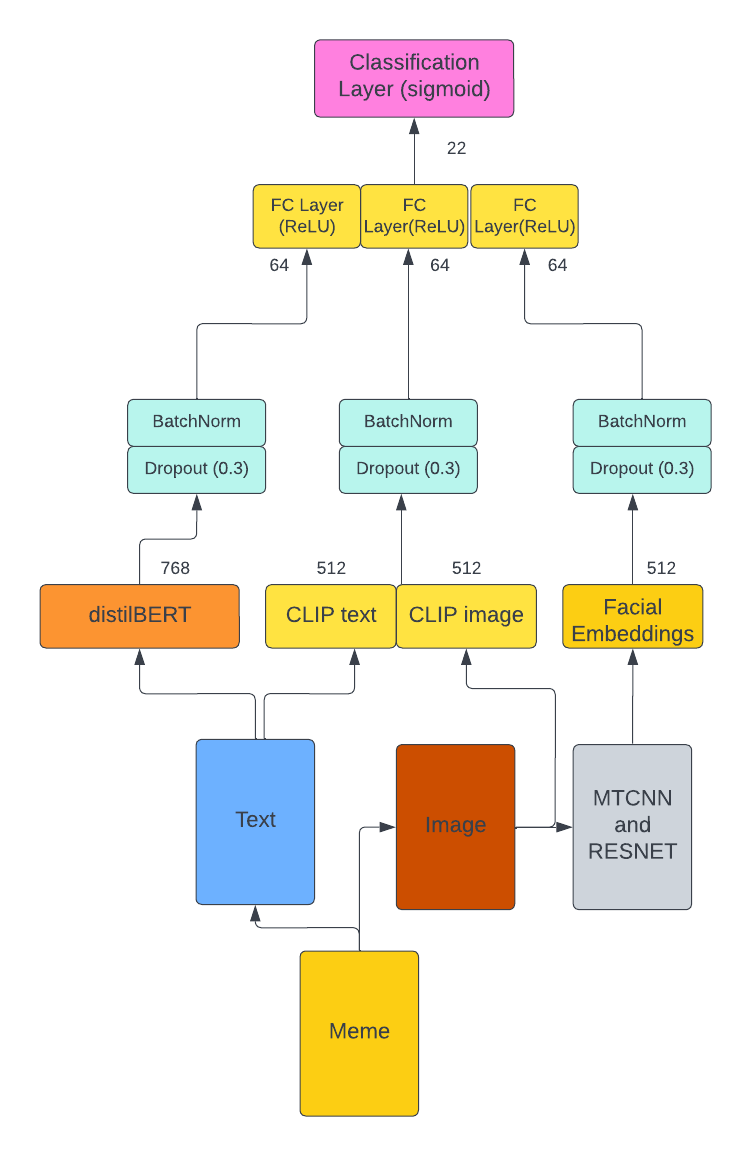 Classification
Layer (sigmoid)
22
FC Layer
(ReLU)
FC
Layer(ReLU)
FC
Layer(ReLU)
64
64
64
BatchNorm
Dropout (0.3)
BatchNorm
Dropout (0.3)
BatchNorm
Dropout (0.3)
768
512
512
512
distilBERT
CLIP text
CLIP image
Facial
Embeddings
Text
Image
MTCNN
and
RESNET
Meme